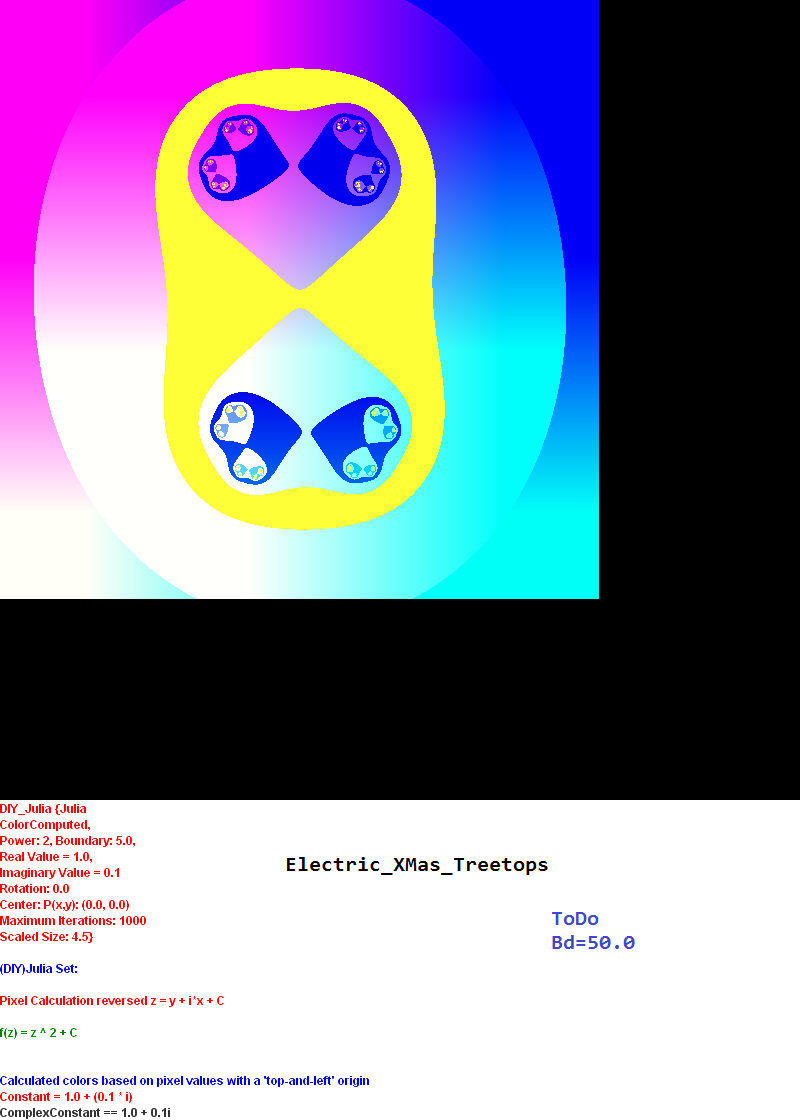 DIY_Julia {Julia
ColorComputed,
Power: 2, Boundary: 5.0,
Real Value = 1.0,
Imaginary Value = 0.1
Rotation: 0.0
Center: P(x,y): (0.0, 0.0)
Maximum Iterations: 1000
Scaled Size: 4.5}
Electric_XMas_Treetops
ToDo
Bd=50.0
(DIY)Julia Set:
Pixel Calculation reversed z = y + i*x + C
f(z) = z ^ 2 + C
Calculated colors based on pixel values with a 'top-and-left' origin
Constant = 1.0 + (0.1 * i)
ComplexConstant == 1.0 + 0.1i